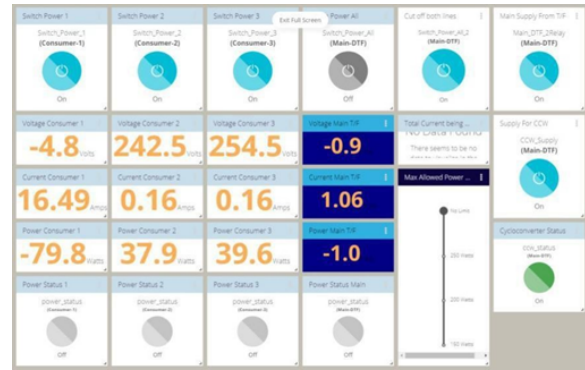 Switch Power 1
Switch_Power_1
(Consumer-1)
On
Switch Power 2
Switch_Power_2
(Consumer-2)
On
Switch Power 3
Switch_Power_3
(Consumer-3)
On
Exit Full Screen
Power All
Switch_Power_All
(Main-DTF)
Off
Cut off both lines
Switch_Power_All_2
(Main-DTF)
On
Main Supply From T/F
Main_DTF_2Relay
(Main-DTF)
On
Voltage Consumer 1
-4.8 Volts
Voltage Consumer 2
242.5 Volts
Voltage Consumer 3
254.5 Volts
Voltage Main T/F
-0.9
Total Current being ...
No Data Found
There seems to be no
Supply For CCW
CCW_Supply
(Main-DTF)
On
Current Consumer 1
16.49 Amps
Current Consumer 2
0.16 Amps
Current Consumer 3
0.16 Amps
Current Main T/F
1.06
Max Allowed Power ...
250 Watts
200 Watts
150 Watts
Power Consumer 1
-79.8 Watts
Power Consumer 2
37.9 Watts
Power Consumer 3
39.6 Watts
Power Main T/F
-1.0
Cycloconverter Status
ccv_status
(Main-DTF)
On
Power Status 1
power_status
(Consumer-1)
Off
Power Status 2
power_status
(Consumer-2)
Off
Power Status 3
power_status
(Consumer-3)
Off
Power Status Main
power_status
(Main-DTF)
Off